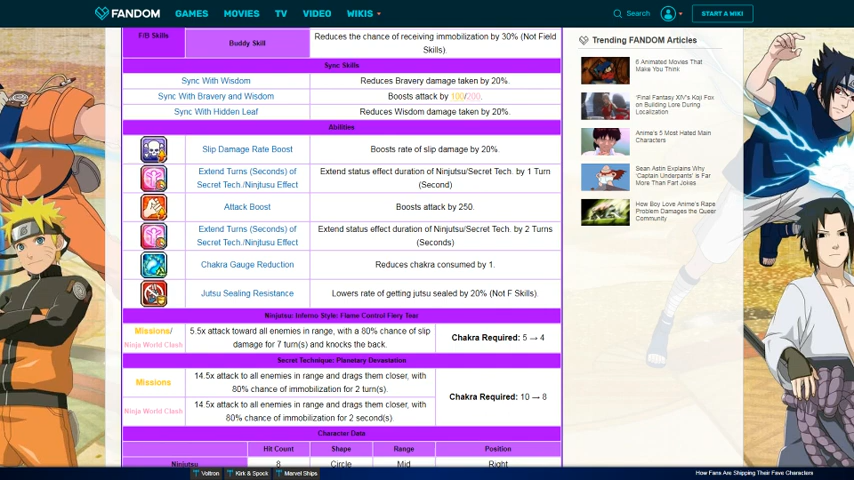 FANDOM
GAMES MOVIES TV VIDEO WIKIS
Search
START A WIKI
F/B Skills
Buddy Skill
Reduces the chance of receiving immobilization by 30% (Not Field
Skills).
Sync Skills
Sync With Wisdom
Reduces Bravery damage taken by 20%.
Sync With Bravery and Wisdom
Boosts attack by 100/200.
Sync With Hidden Leaf
Reduces Wisdom damage taken by 20%.
Abilities
Slip Damage Rate Boost
Boosts rate of slip damage by 20%.
Extend Turns (Seconds) of
Secret Tech./Ninjtusu Effect
Extend status effect duration of Ninjutsu/Secret Tech. by 1 Turn
(Second)
Attack Boost
Boosts attack by 250.
Extend Turns (Seconds) of
Secret Tech./Ninjtusu Effect
Extend status effect duration of Ninjutsu/Secret Tech. by 2 Turns
(Seconds)
Chakra Gauge Reduction
Reduces chakra consumed by 1.
Jutsu Sealing Resistance
Lowers rate of getting jutsu sealed by 20% (Not F Skills).
Ninjutsu: Inferno Style: Flame Control Fiery Teer
Missions/
Ninja World Clash
5.5x attack toward all enemies in range, with a 80% chance of slip
damage for 7 turn(s) and knocks the back.
Chakra Required: 5 → 4
Secret Technique: Planetary Devastation
Missions
14.5x attack to all enemies in range and drags them closer, with
80% chance of immobilization for 2 turn(s).
Chakra Required: 10 → 8
Ninja World Clash
14.5x attack to all enemies in range and drags them closer, with
80% chance of immobilization for 2 second(s).
Character Data
Hit Count Shape Range Position
Ninjutsu 8 Circle Mid Right
Trending FANDOM Articles
6 Animated Movies That
Make You Think
'Final Fantasy XIV's Koji Fox
on Building Lore During
Localization
Anime's 5 Most Hated Main
Characters
Sean Astin Explains Why
'Captain Underpants' is Far
More Than Fart Jokes
How Boy Love Anime's Rape
Problem Damages the Queer
Community
Voltron Kirk & Spock Marvel Ships
How Fans Are Shipping Their Fave Characters